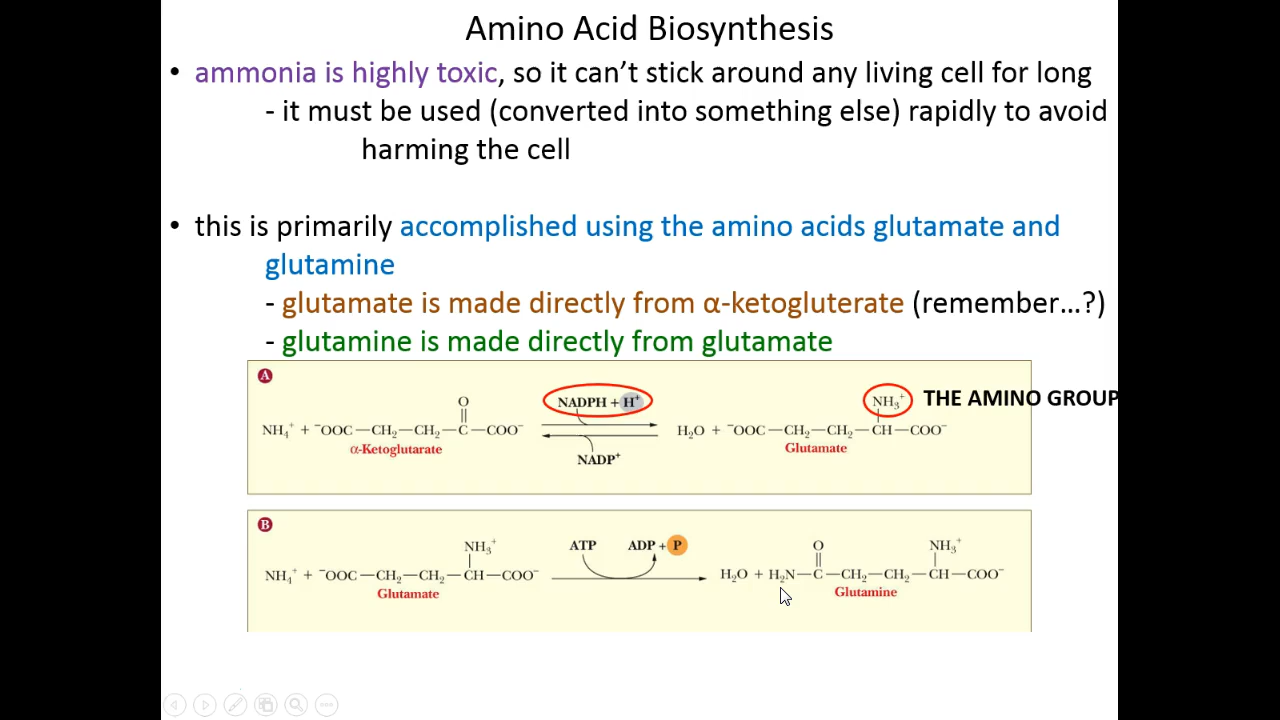 Amino Acid Biosynthesis
• ammonia is highly toxic, so it can’t stick around any living cell for long
- it must be used (converted into something else) rapidly to avoid
harming the cell
• this is primarily accomplished using the amino acids glutamate and
glutamine
- glutamate is made directly from α-ketogluterate (remember…?)
- glutamine is made directly from glutamate
A
O
NADPH + H⁺
NH₃⁺
THE AMINO GROUP
NH₄⁺ + ⁻OOC—CH₂—CH₂—C—COO⁻
H₂O + ⁻OOC—CH₂—CH₂—CH—COO⁻
α-Ketoglutarate
Glutamate
NADP⁺
B
NH₃⁺
ATP
ADP + P
O
NH₃⁺
NH₄⁺ + ⁻OOC—CH₂—CH₂—CH—COO⁻
H₂O + H₂N—C—CH₂—CH₂—CH—COO⁻
Glutamate
Glutamine